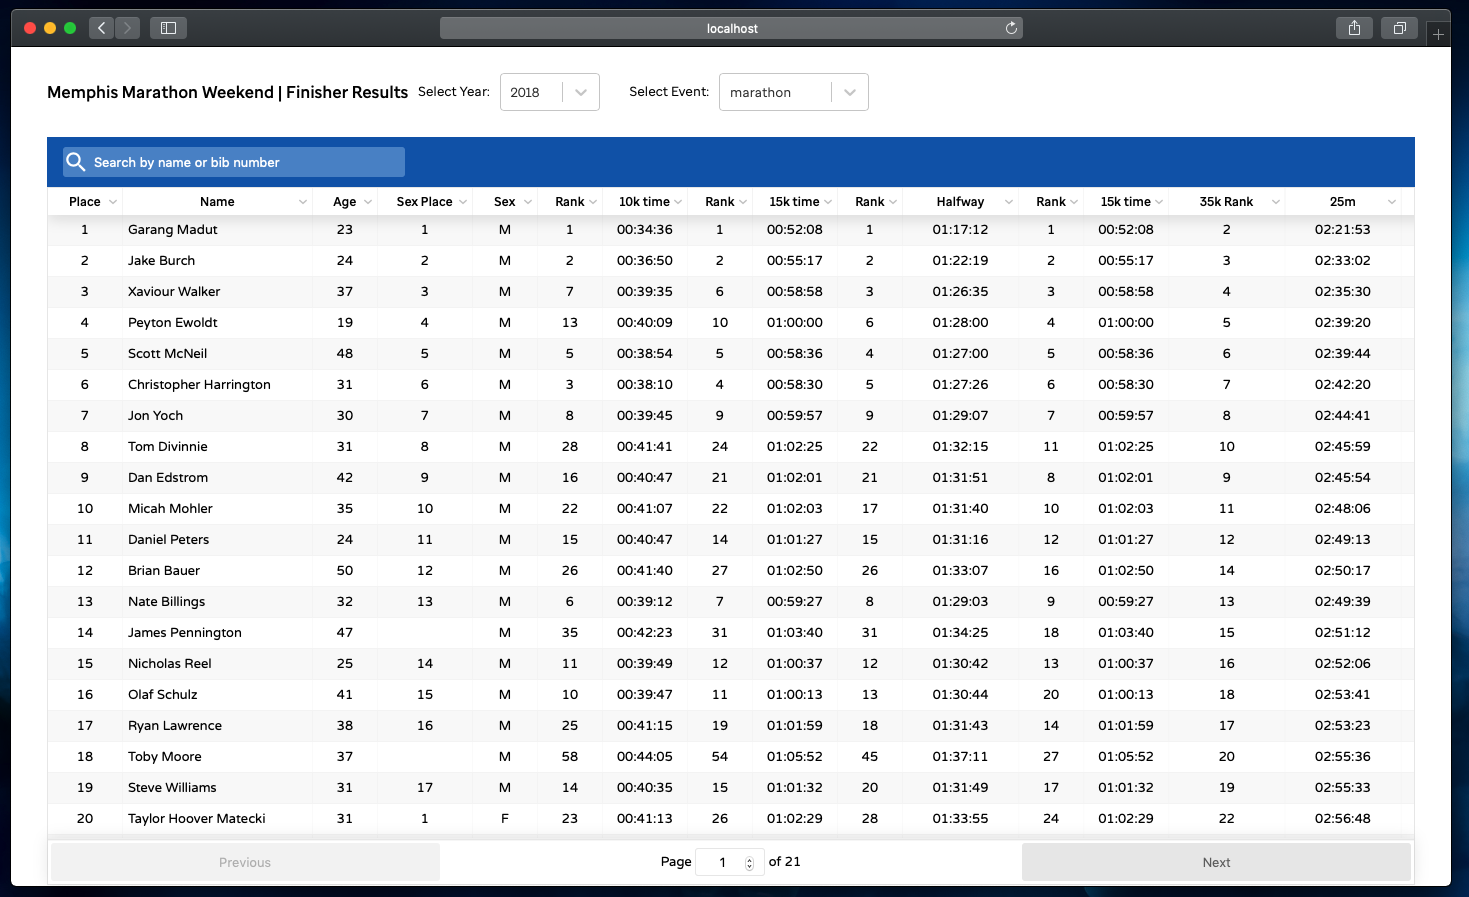 localhost
Memphis Marathon Weekend | Finisher Results Select Year: 2018 Select Event: marathon
Search by name or bib number
Place Name Age Sex Place Sex Rank 10k time Rank 15k time Rank Halfway Rank 15k time 35k Rank 25m
1 Garang Madut 23 1 M 1 00:34:36 1 00:52:08 1 01:17:12 1 00:52:08 2 02:21:53
2 Jake Burch 24 2 M 2 00:36:50 2 00:55:17 2 01:22:19 2 00:55:17 3 02:33:02
3 Xaviour Walker 37 3 M 7 00:39:35 6 00:58:58 3 01:26:35 3 00:58:58 4 02:35:30
4 Peyton Ewoldt 19 4 M 13 00:40:09 10 01:00:00 6 01:28:00 4 01:00:00 5 02:39:20
5 Scott McNeil 48 5 M 5 00:38:54 5 00:58:36 4 01:27:00 5 00:58:36 6 02:39:44
6 Christopher Harrington 31 6 M 3 00:38:10 4 00:58:30 5 01:27:26 6 00:58:30 7 02:42:20
7 Jon Yoch 30 7 M 8 00:39:45 9 00:59:57 9 01:29:07 7 00:59:57 8 02:44:41
8 Tom Divinnie 31 8 M 28 00:41:41 24 01:02:25 22 01:32:15 11 01:02:25 10 02:45:59
9 Dan Edstrom 42 9 M 16 00:40:47 21 01:02:01 21 01:31:51 8 01:02:01 9 02:45:54
10 Micah Mohler 35 10 M 22 00:41:07 22 01:02:03 17 01:31:40 10 01:02:03 11 02:48:06
11 Daniel Peters 24 11 M 15 00:40:47 14 01:01:27 15 01:31:16 12 01:01:27 12 02:49:13
12 Brian Bauer 50 12 M 26 00:41:40 27 01:02:50 26 01:33:07 16 01:02:50 14 02:50:17
13 Nate Billings 32 13 M 6 00:39:12 7 00:59:27 8 01:29:03 9 00:59:27 13 02:49:39
14 James Pennington 47 M 35 00:42:23 31 01:03:40 31 01:34:25 18 01:03:40 15 02:51:12
15 Nicholas Reel 25 14 M 11 00:39:49 12 01:00:37 12 01:30:42 13 01:00:37 16 02:52:06
16 Olaf Schulz 41 15 M 10 00:39:47 11 01:00:13 13 01:30:44 20 01:00:13 18 02:53:41
17 Ryan Lawrence 38 16 M 25 00:41:15 19 01:01:59 18 01:31:43 14 01:01:59 17 02:53:23
18 Toby Moore 37 M 58 00:44:05 54 01:05:52 45 01:37:11 27 01:05:52 20 02:55:36
19 Steve Williams 31 17 M 14 00:40:35 15 01:01:32 20 01:31:49 17 01:01:32 19 02:55:33
20 Taylor Hoover Matecki 31 1 F 23 00:41:13 26 01:02:29 28 01:33:55 24 01:02:29 22 02:56:48
Previous Page 1 of 21 Next